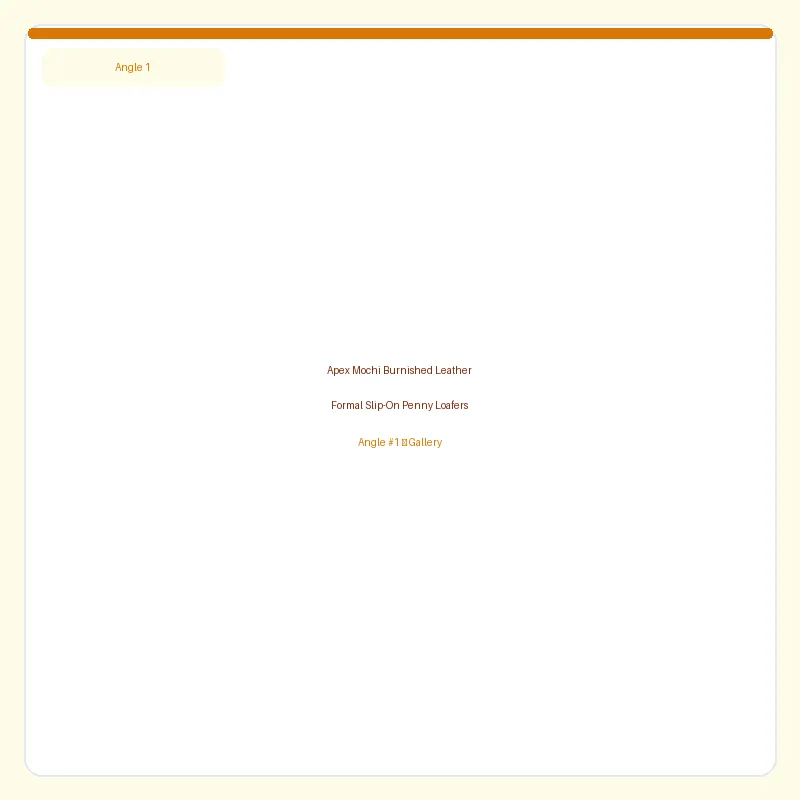 Angle 1
Apex Mochi Burnished Leather
Formal Slip-On Penny Loafers
Angle #1 Gallery